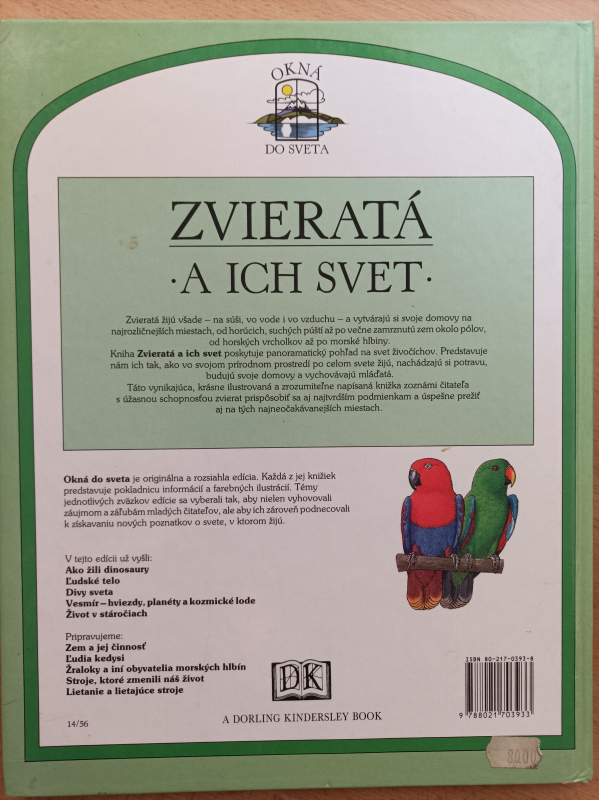 OKNÁ
DO SVETA
ZVIERATÁ
· A ICH SVET ·
Zvieratá žijú všade – na súši, vo vode i vo vzduchu – a vytvárajú si svoje domovy na
najrozličnejších miestach, od horúcich, suchých púští až po večne zamrznutú zem okolo pólov,
od horských vrcholkov až po morské hlbiny.
Kniha Zvieratá a ich svet poskytuje panoramatický pohľad na svet živočíchov. Predstavuje
nám ich tak, ako vo svojom prírodnom prostredí po celom svete žijú, nachádzajú si potravu,
budujú svoje domovy a vychovávajú mláďatá.
Táto vynikajúca, krásne ilustrovaná a zrozumiteľne napísaná knižka zoznámi čitateľa
s úžasnou schopnosťou zvierat prispôsobiť sa aj najtvrdším podmienkam a úspešne prežiť
aj na tých najneočakávanejších miestach.
Okná do sveta je originálna a rozsiahla edícia. Každá z jej knižiek
predstavuje pokladnicu informácií a farebných ilustrácií. Témy
jednotlivých zväzkov edície sa vyberali tak, aby nielen vyhovovali
záujmom a záľubám mladých čitateľov, ale aby ich zároveň podnecovali
k získavaniu nových poznatkov o svete, v ktorom žijú.
V tejto edícii už vyšli:
Ako žili dinosaury
Ľudské telo
Divy sveta
Vesmír – hviezdy, planéty a kozmické lode
Život v stáročiach
Pripravujeme:
Zem a jej činnosť
Ľudia kedysi
Žraloky a iní obyvatelia morských hlbín
Stroje, ktoré zmenili náš život
Lietanie a lietajúce stroje
14/56
DK
A DORLING KINDERSLEY BOOK
ISBN 80-217-0393-8
9 788021 703933
80.00